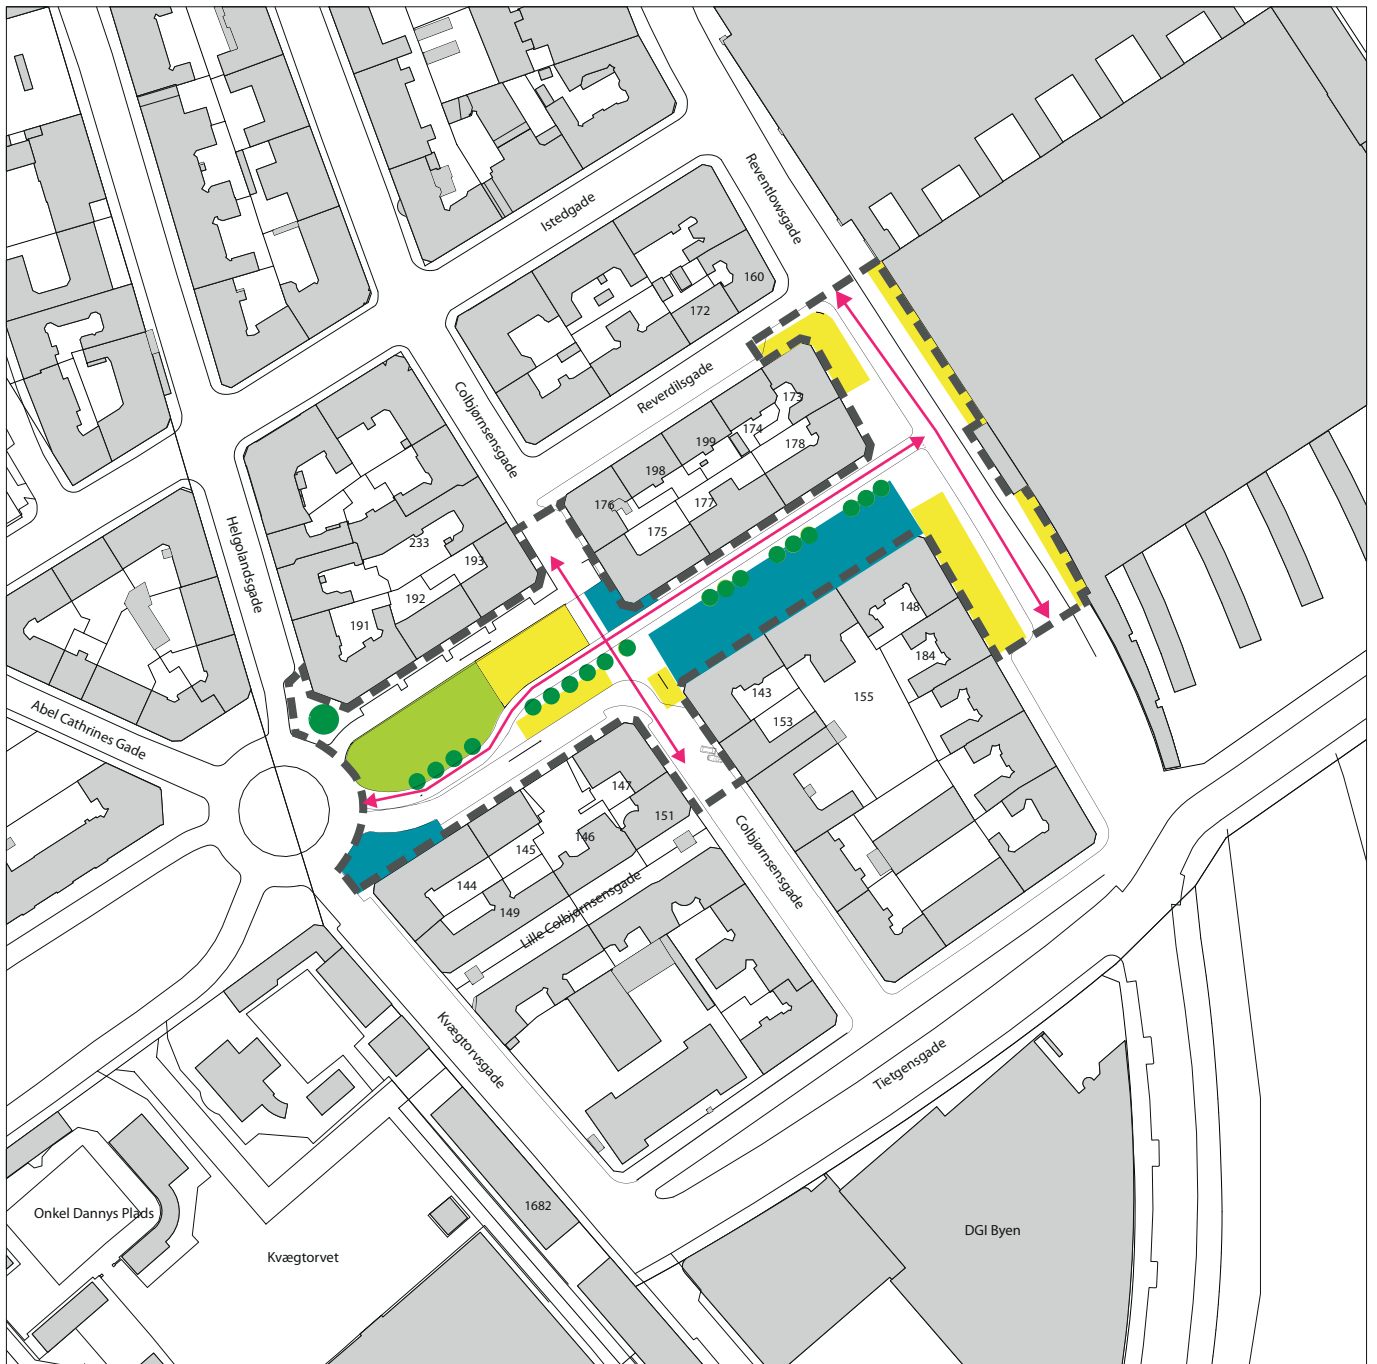 Istedgade
Reventlowsgade
160
172
Colbjørnsensgade
Reverdilsgade
173
174
178
199
198
176
177
175
Helgolandsgade
233
193
192
191
148
184
143
153
155
Abel Cathrines Gade
147
151
146
145
144
149
Lille Colbjørnsensgade
Colbjørnsensgade
Kvægtorvsgade
Tietgensgade
1682
Onkel Dannys Plads
Kvægtorvet
DGI Byen